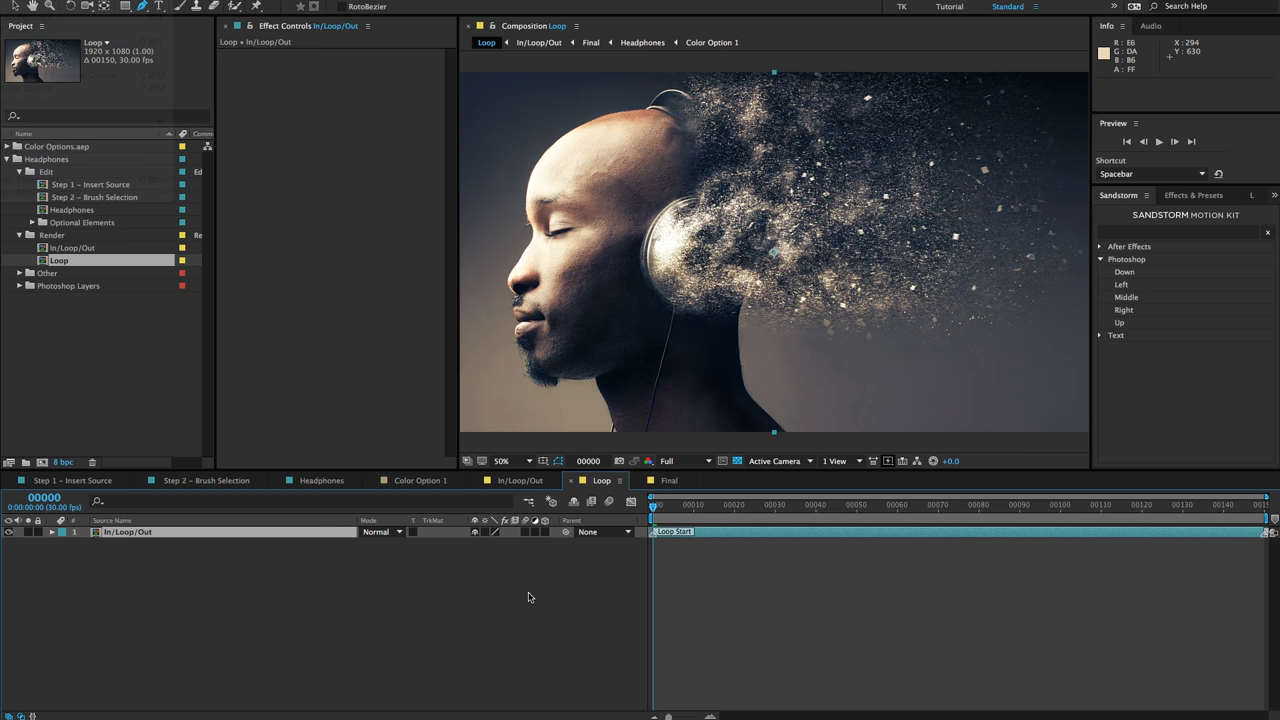 RotoBezier
TK
Tutorial
Standard
Search Help
Project
Loop
1920 x 1080 (1.00)
Δ 00150, 30.00 fps
Name
Comm
Color Options.aep
Headphones
Edit
Ed
Step 1 – Insert Source
Step 2 – Brush Selection
Headphones
Optional Elements
Render
Re
In/Loop/Out
Loop
Other
Photoshop Layers
8 bpc
Effect Controls In/Loop/Out
Loop • In/Loop/Out
Composition Loop
Loop
In/Loop/Out
Final
Headphones
Color Option 1
50%
00000
Full
Active Camera
1 View
+0.0
Info
Audio
R : E6
G : DA
B : B6
A : FF
X : 294
Y : 630
Preview
Shortcut
Spacebar
Sandstorm
Effects & Presets
L
SANDSTORM MOTION KIT
x
After Effects
Photoshop
Down
Left
Middle
Right
Up
Text
Step 1 – Insert Source
Step 2 – Brush Selection
Headphones
Color Option 1
In/Loop/Out
Loop
Final
00000
0:00:00:00 (30.00 fps)
# Source Name Mode T TrkMat Parent
1 In/Loop/Out Normal None
00010 00020 00030 00040 00050 00060 00070 00080 00090 00100 00110 00120 00130 00140
Loop Start